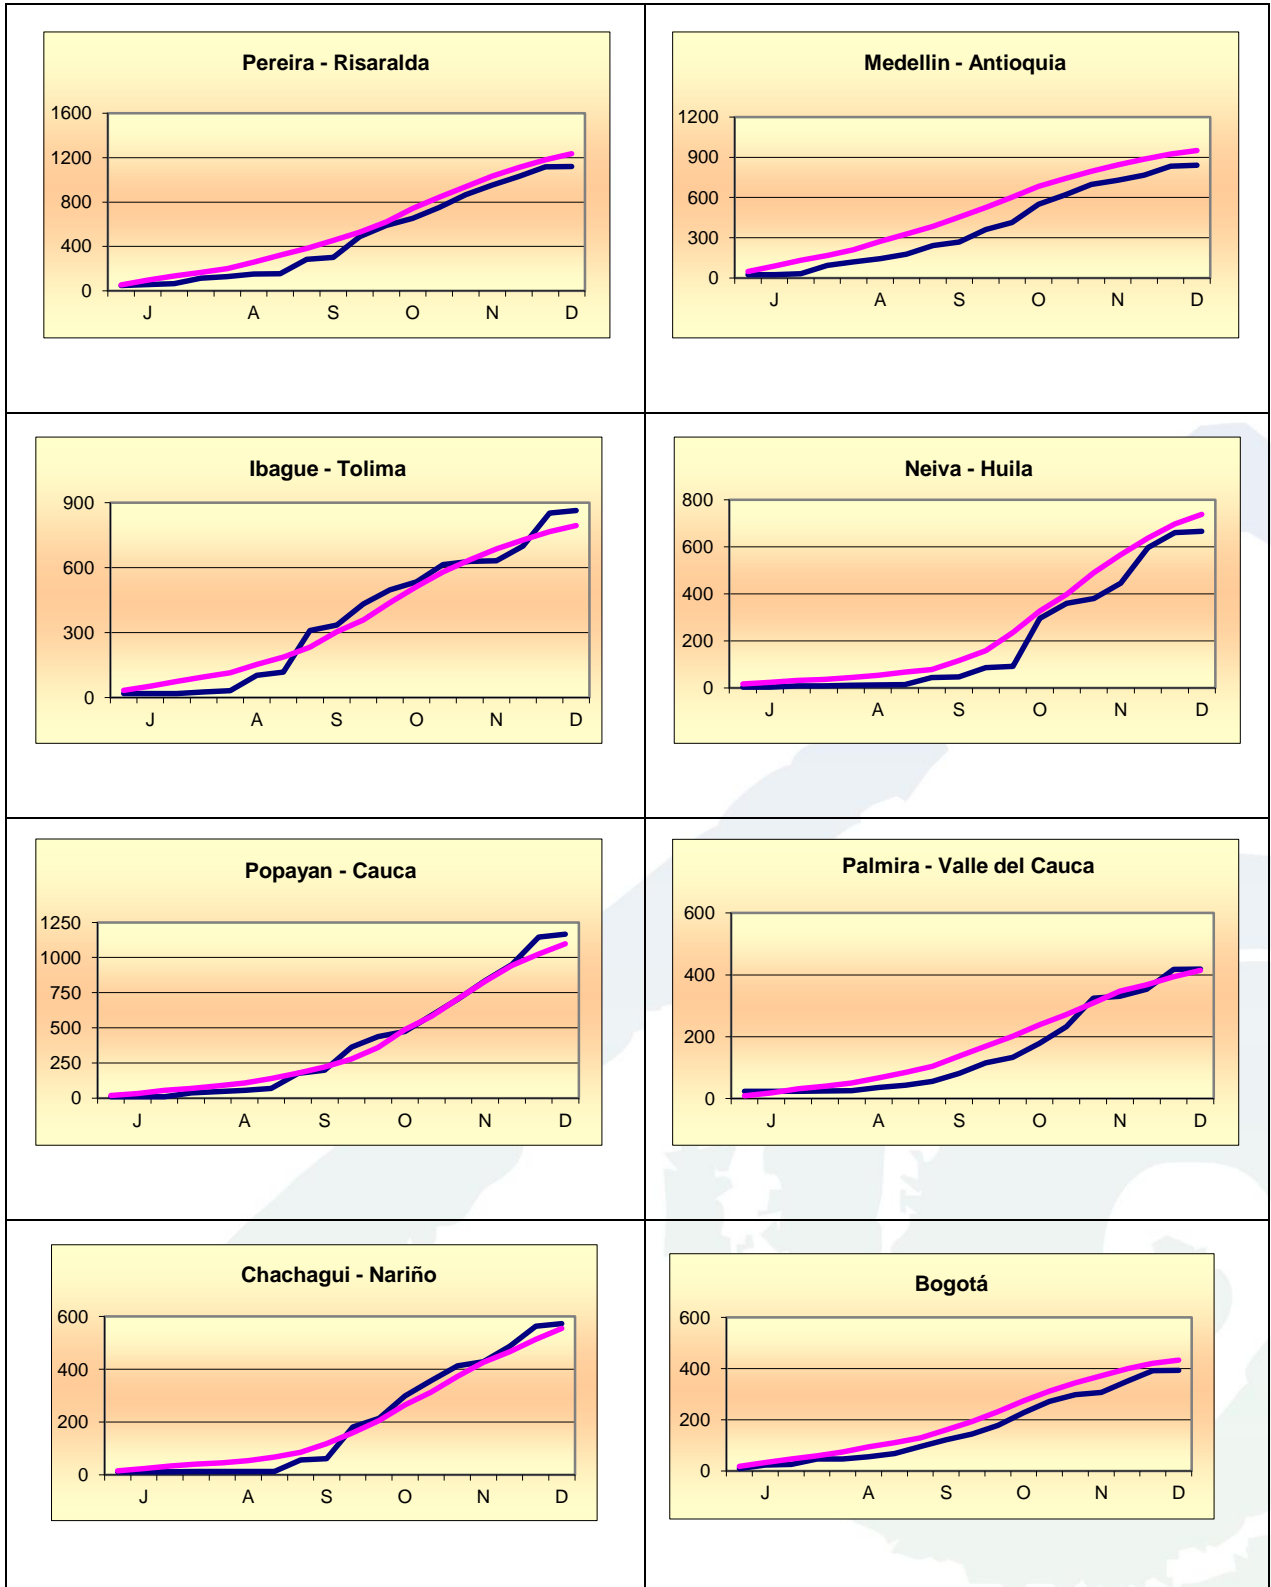 Pereira - Risaralda
1600
1200
800
400
0
J A S O N D
Medellin - Antioquia
1200
900
600
300
0
J A S O N D
Ibague - Tolima
900
600
300
0
J A S O N D
Neiva - Huila
800
600
400
200
0
J A S O N D
Popayan - Cauca
1250
1000
750
500
250
0
J A S O N D
Palmira - Valle del Cauca
600
400
200
0
J A S O N D
Chachagui - Nariño
600
400
200
0
J A S O N D
Bogotá
600
400
200
0
J A S O N D